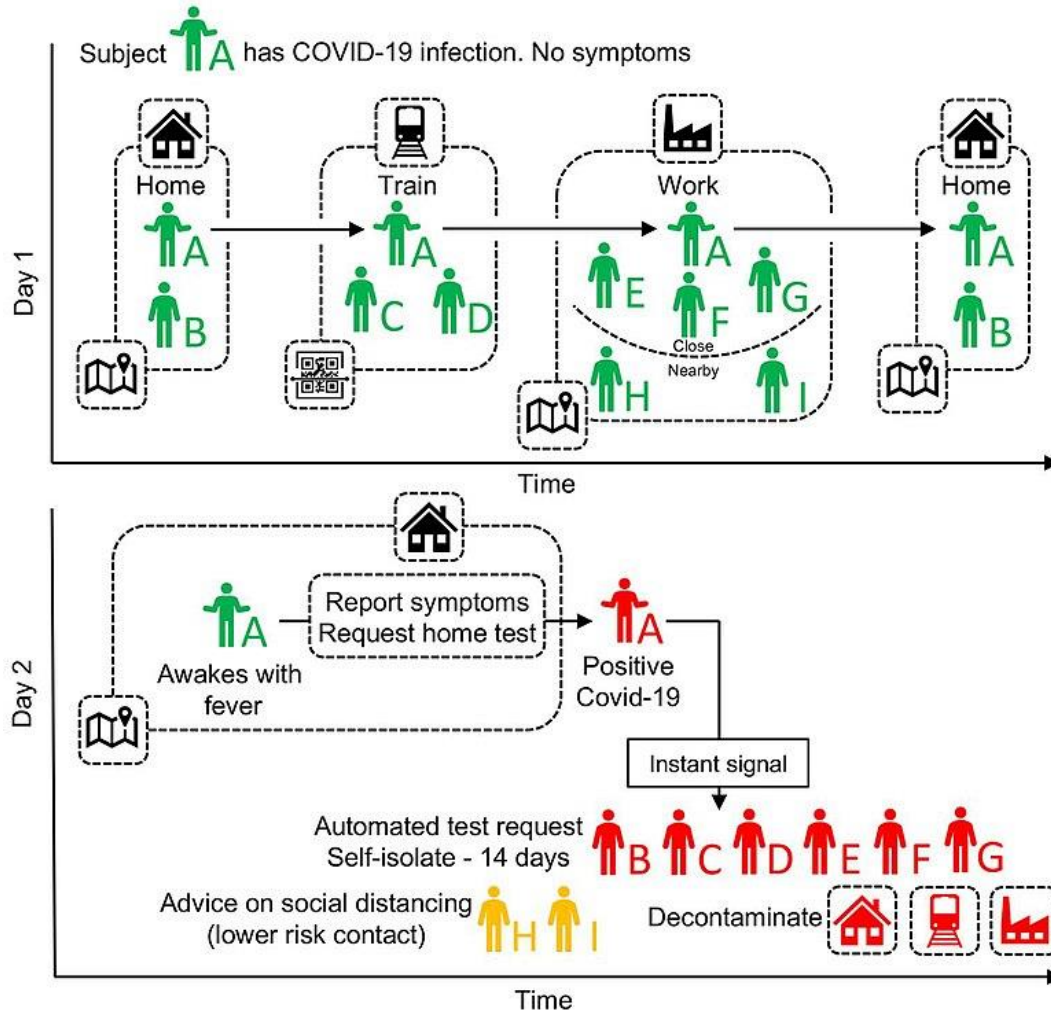 Subject A has COVID-19 infection. No symptoms
Home
Train
Work
Home
A
A
A
A
B
C
D
E
F
G
B
Close
Nearby
H
I
Day 1
Time
A
Report symptoms
Request home test
A
Awakes with
fever
Positive
Covid-19
Instant signal
Automated test request
Self-isolate - 14 days
B C D E F G
Advice on social distancing
(lower risk contact)
H I
Decontaminate
Day 2
Time